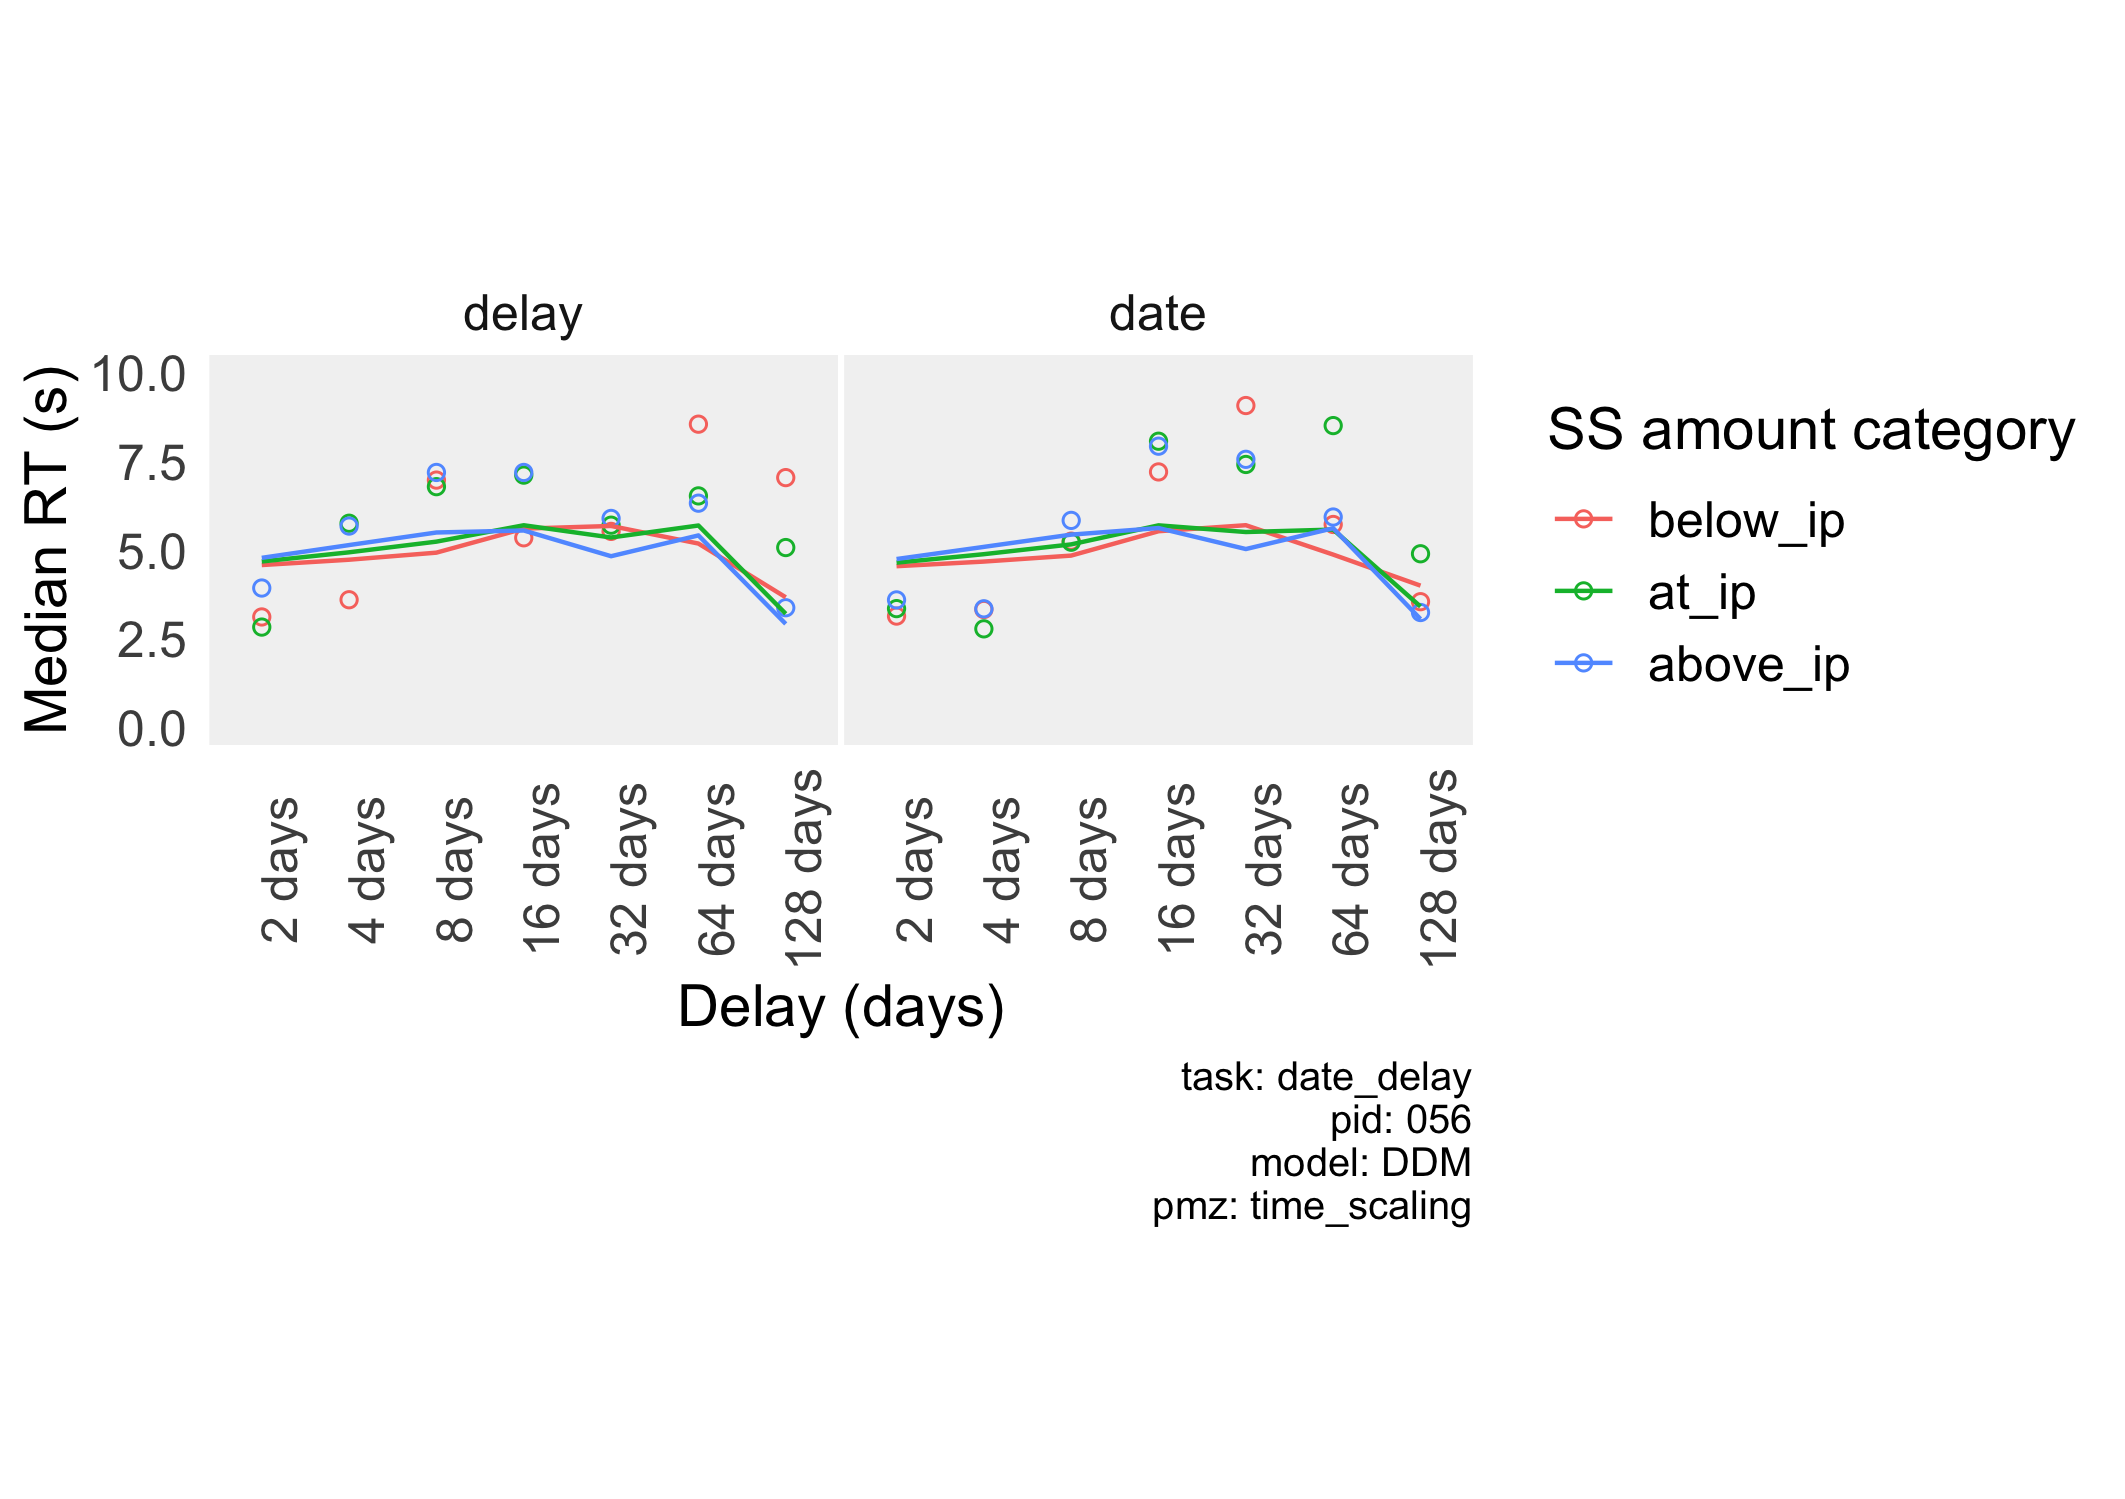 delay
date
Median RT (s)
10.0
7.5
5.0
2.5
0.0
2 days
4 days
8 days
16 days
32 days
64 days
128 days
2 days
4 days
8 days
16 days
32 days
64 days
128 days
Delay (days)
SS amount category
below_ip
at_ip
above_ip
task: date_delay
pid: 056
model: DDM
pmz: time_scaling